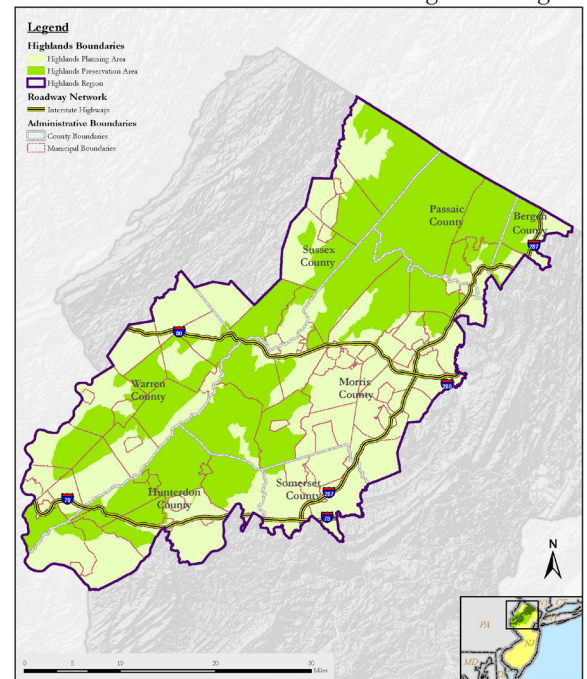 Legend
Highlands Boundaries
Highlands Planning Area
Highlands Preservation Area
Highlands Region
Roadway Network
Interstate Highways
Administrative Boundaries
County Boundaries
Municipal Boundaries
Passaic
County
Bergen
County
287
Sussex
County
80
Warren
County
Morris
County
Somerset
County
287
Hunterdon
County
78
78
N
PA
NJ
MD
0 5 10 20 30
Miles